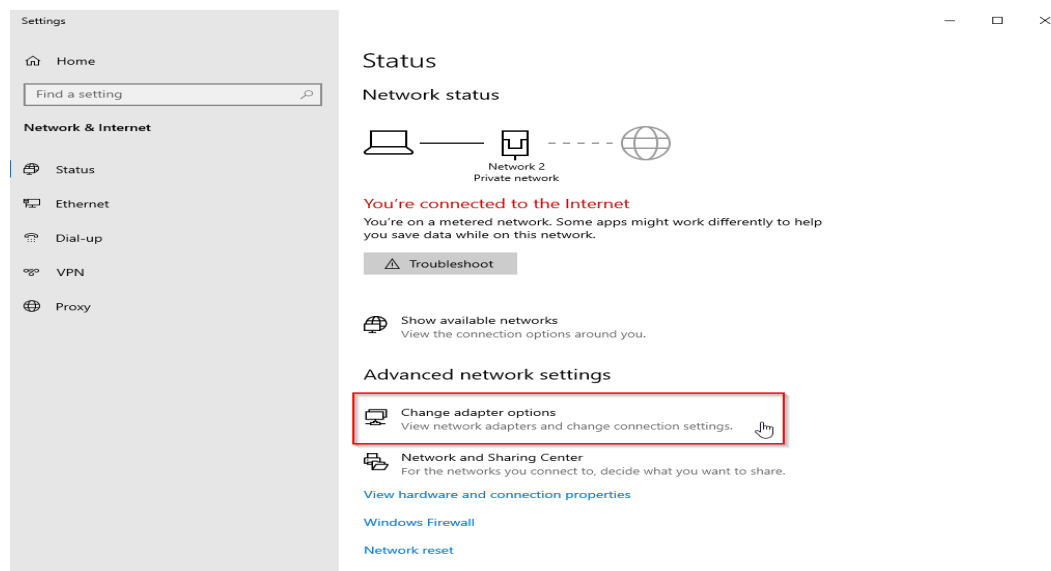 Settings
Home
Find a setting
Network & Internet
Status
Ethernet
Dial-up
VPN
Proxy
Status
Network status
Network 2
Private network
You're connected to the Internet
You're on a metered network. Some apps might work differently to help
you save data while on this network.
Troubleshoot
Show available networks
View the connection options around you.
Advanced network settings
Change adapter options
View network adapters and change connection settings.
Network and Sharing Center
For the networks you connect to, decide what you want to share.
View hardware and connection properties
Windows Firewall
Network reset